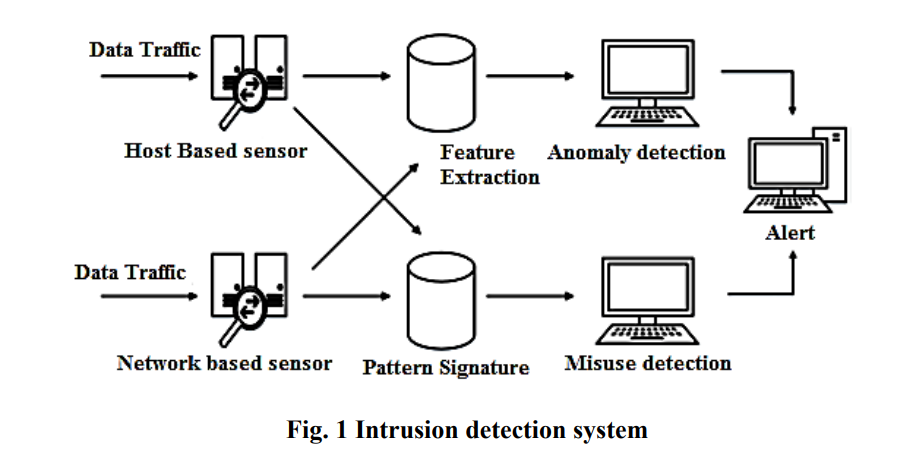 Data Traffic
Host Based sensor
Feature
Extraction
Anomaly detection
Alert
Data Traffic
Network based sensor
Pattern Signature
Misuse detection
Fig. 1 Intrusion detection system